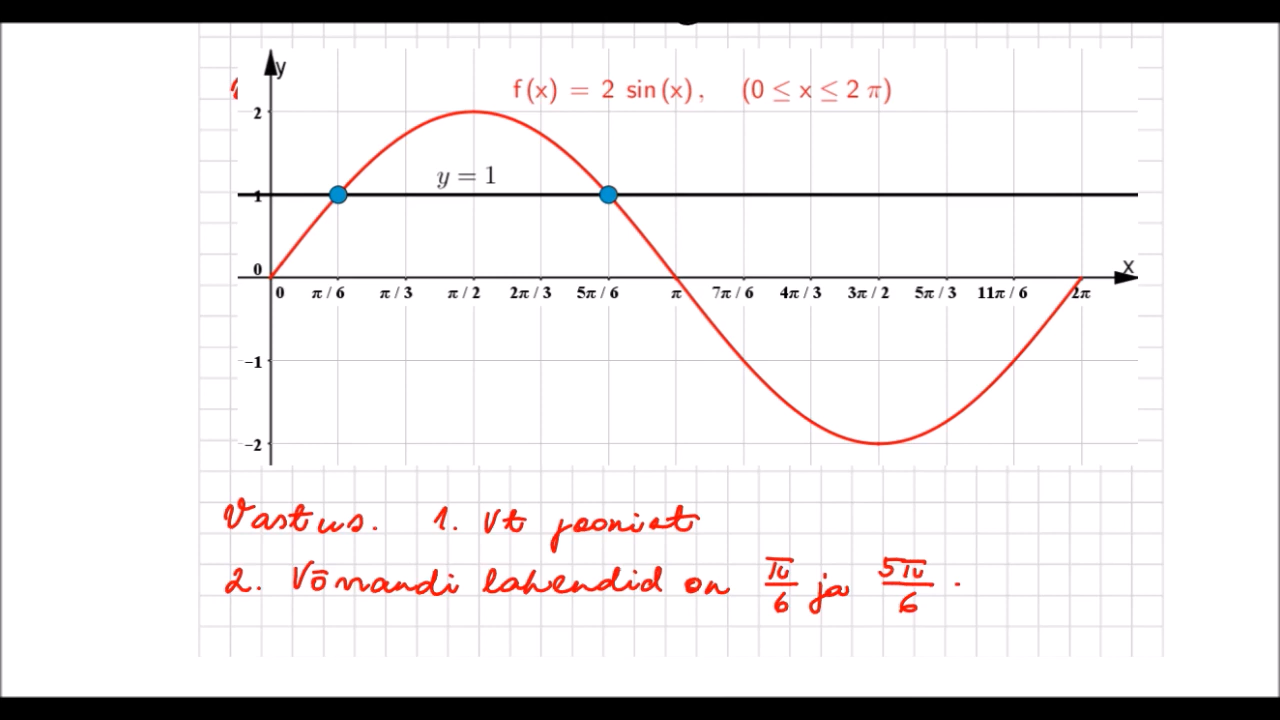 y
f(x) = 2 sin(x), (0 ≤ x ≤ 2 π)
2
y = 1
1
0
x
0 π / 6 π / 3 π / 2 2π / 3 5π / 6 π 7π / 6 4π / 3 3π / 2 5π / 3 11π / 6 2π
−1
−2
Vastus. 1. Vt joonist
2. Võrrandi lahendid on π/6 ja 5π/6.